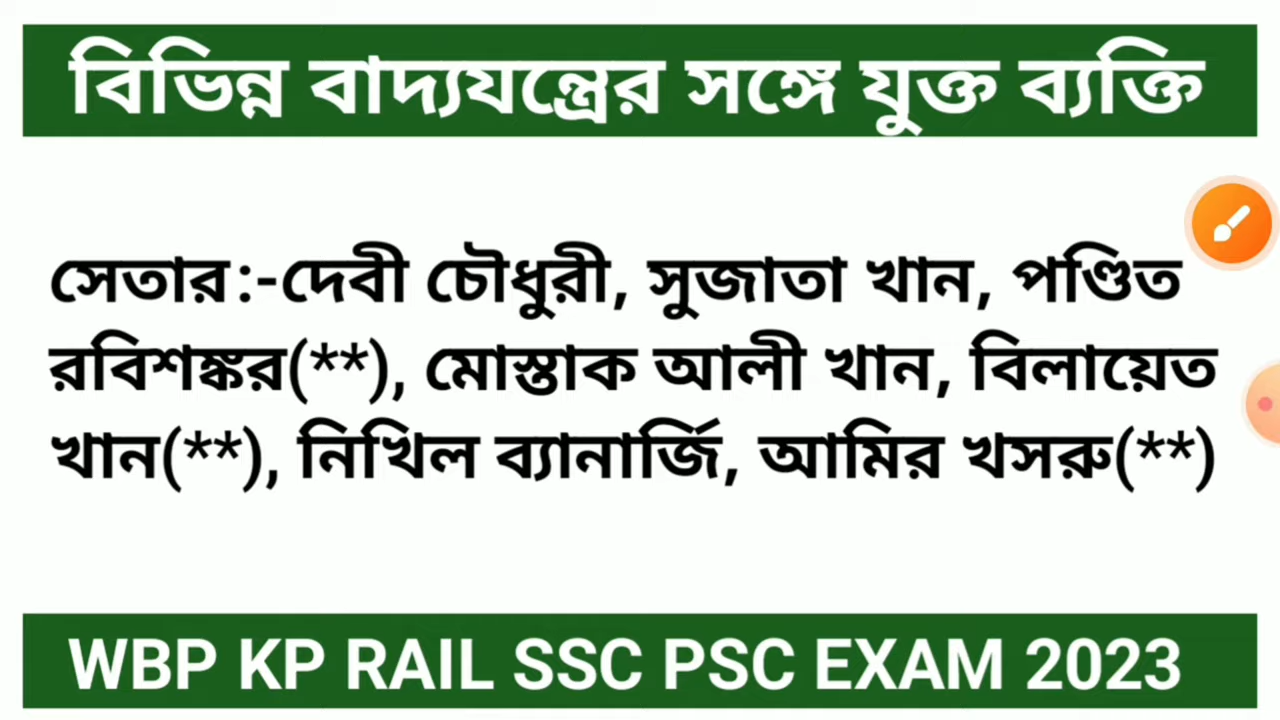 বিভিন্ন বাদ্যযন্ত্রের সঙ্গে যুক্ত ব্যক্তি
সেতার:-দেবী চৌধুরী, সুজাতা খান, পণ্ডিত
রবিশঙ্কর(**), মোস্তাক আলী খান, বিলায়েত
খান(**), নিখিল ব্যানার্জি, আমির খসরু(**)
WBP KP RAIL SSC PSC EXAM 2023